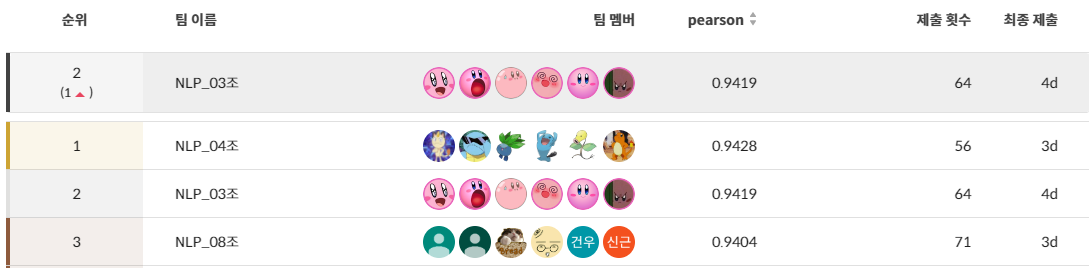 순위 팀 이름 팀 멤버 pearson 제출 횟수 최종 제출
2 NLP_03조 0.9419 64 4d
(1 )
1 NLP_04조 0.9428 56 3d
2 NLP_03조 0.9419 64 4d
3 NLP_08조 건우 신근 0.9404 71 3d